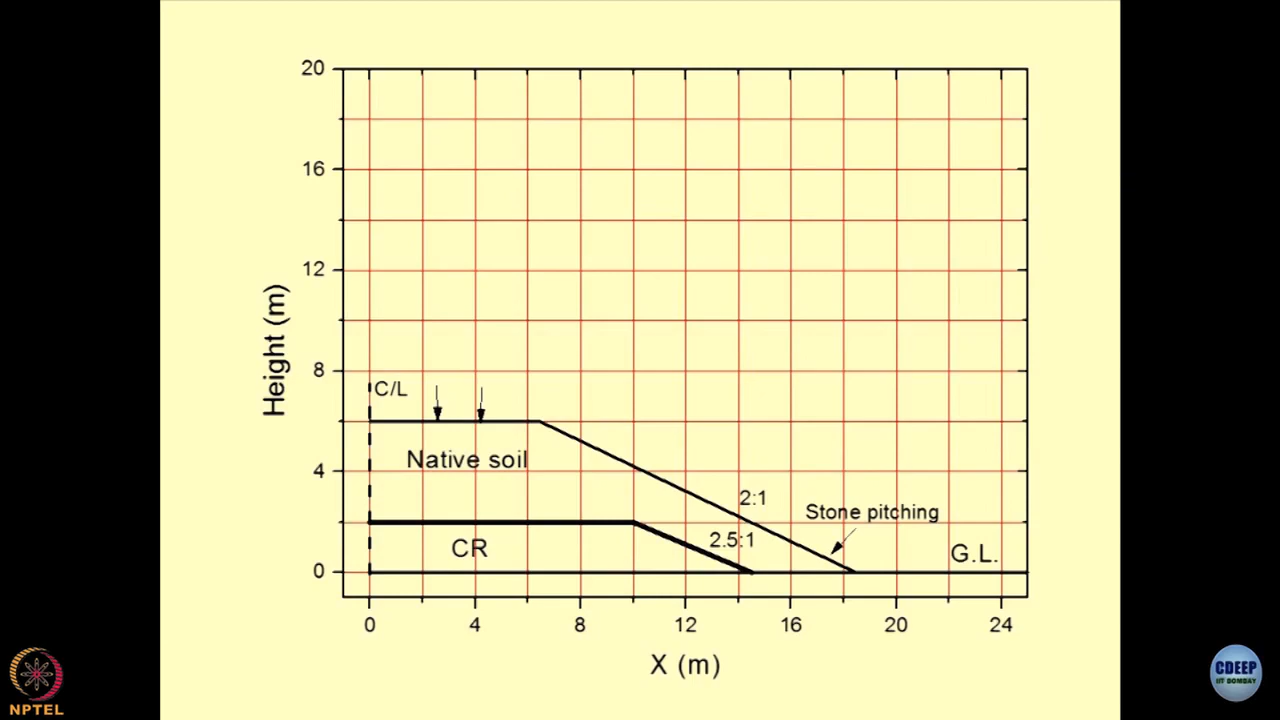 20
16
12
8
4
0
Height (m)
C/L
Native soil
2:1
Stone pitching
2.5:1
CR
G.L.
0 4 8 12 16 20 24
X (m)
NPTEL
CDEEP
IIT BOMBAY